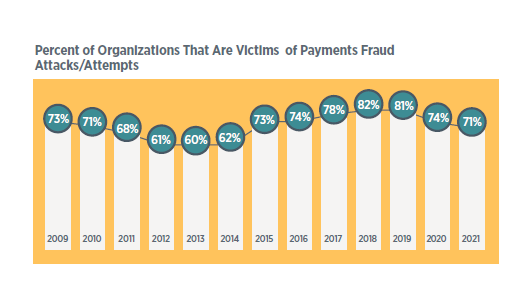 Percent of Organizations That Are Victims of Payments Fraud
Attacks/Attempts
73% 71% 68% 61% 60% 62% 73% 74% 78% 82% 81% 74% 71%
2009 2010 2011 2012 2013 2014 2015 2016 2017 2018 2019 2020 2021